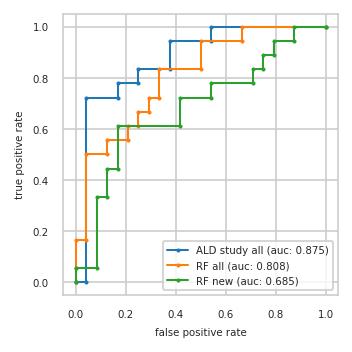 1.0
0.8
0.6
0.4
0.2
0.0
true positive rate
ALD study all (auc: 0.875)
RF all (auc: 0.808)
RF new (auc: 0.685)
0.0 0.2 0.4 0.6 0.8 1.0
false positive rate